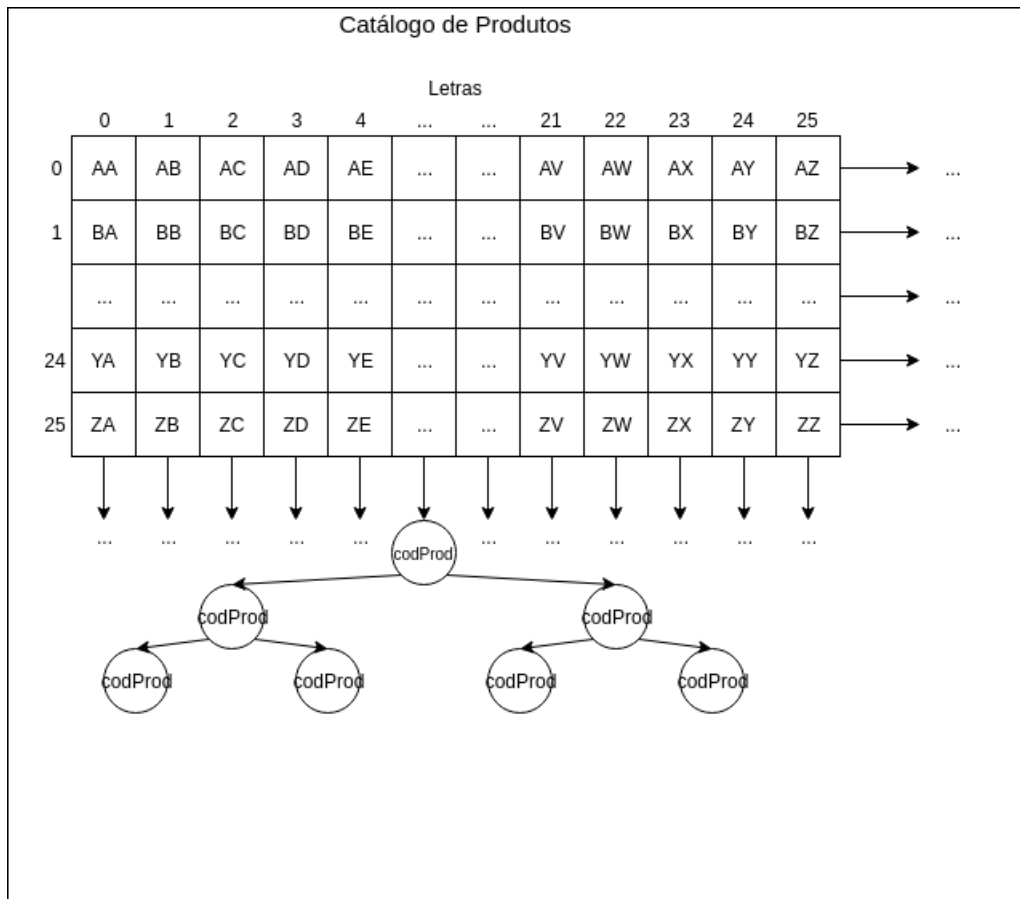 Catálogo de Produtos
Letras
0 1 2 3 4 ... ... 21 22 23 24 25
0 AA AB AC AD AE ... ... AV AW AX AY AZ ...
1 BA BB BC BD BE ... ... BV BW BX BY BZ ...
... ... ... ... ... ... ... ... ... ... ... ... ...
24 YA YB YC YD YE ... ... YV YW YX YY YZ ...
25 ZA ZB ZC ZD ZE ... ... ZV ZW ZX ZY ZZ ...
... ... ... ... ... ... ... ... ... ... ...
codProd
codProd codProd
codProd codProd codProd codProd